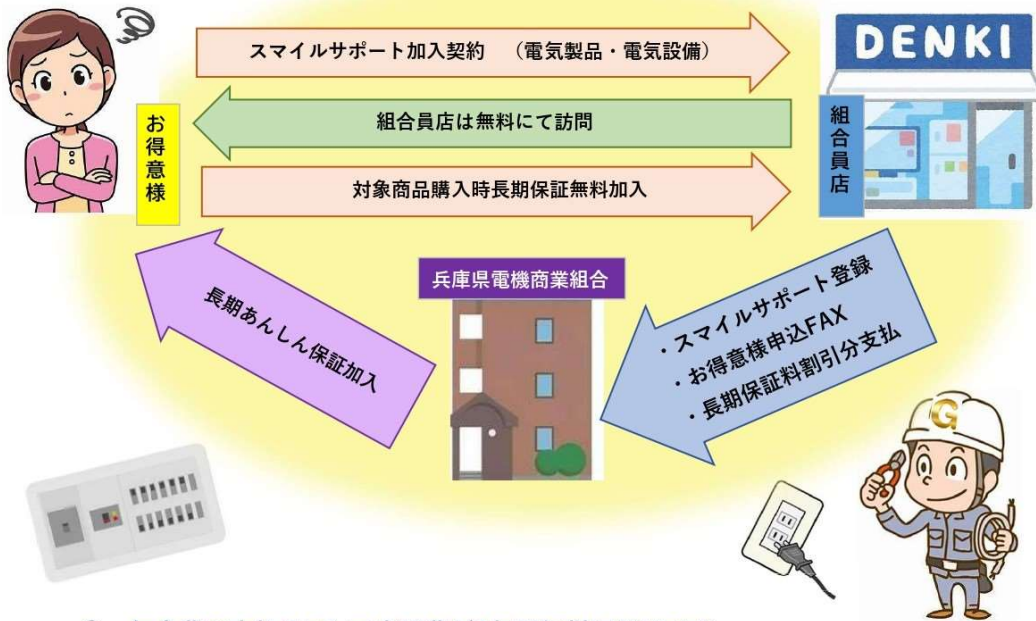 DENKI
スマイルサポート加入契約　（電気製品・電気設備）
お得意様
組合員店は無料にて訪問
組合員店
対象商品購入時長期保証無料加入
兵庫県電機商業組合
長期あんしん保証加入
・スマイルサポート登録
・お得意様申込FAX
・長期保証料割引分支払
G